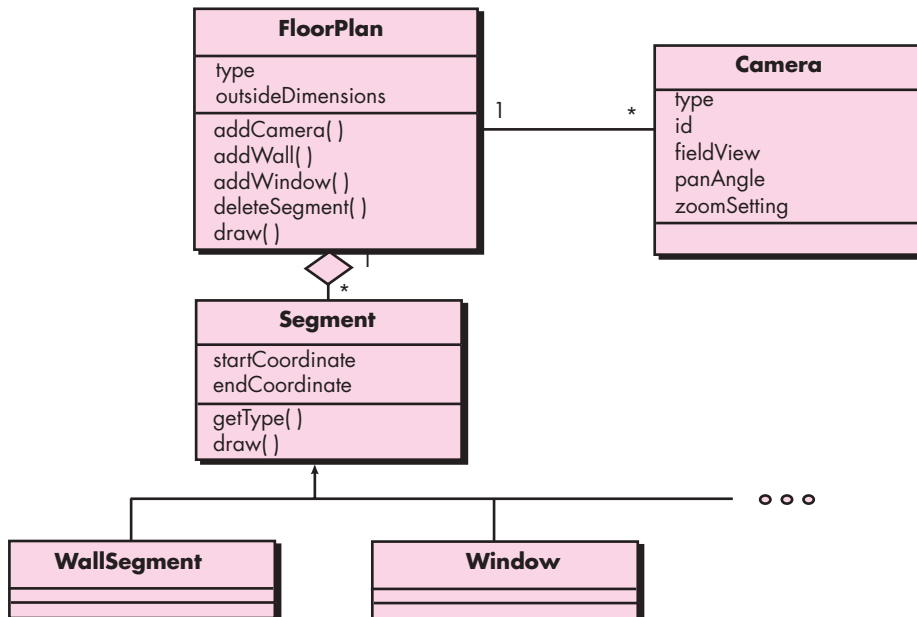 FloorPlan
type
outsideDimensions
addCamera( )
addWall( )
addWindow( )
deleteSegment( )
draw( )
1
*
Camera
type
id
fieldView
panAngle
zoomSetting
1
*
Segment
startCoordinate
endCoordinate
getType( )
draw( )
WallSegment
Window